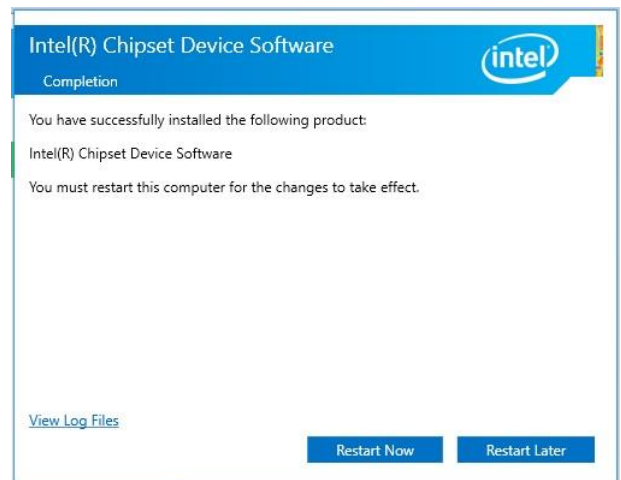 Intel(R) Chipset Device Software
intel
Completion
You have successfully installed the following product:
Intel(R) Chipset Device Software
You must restart this computer for the changes to take effect.
View Log Files
Restart Now
Restart Later